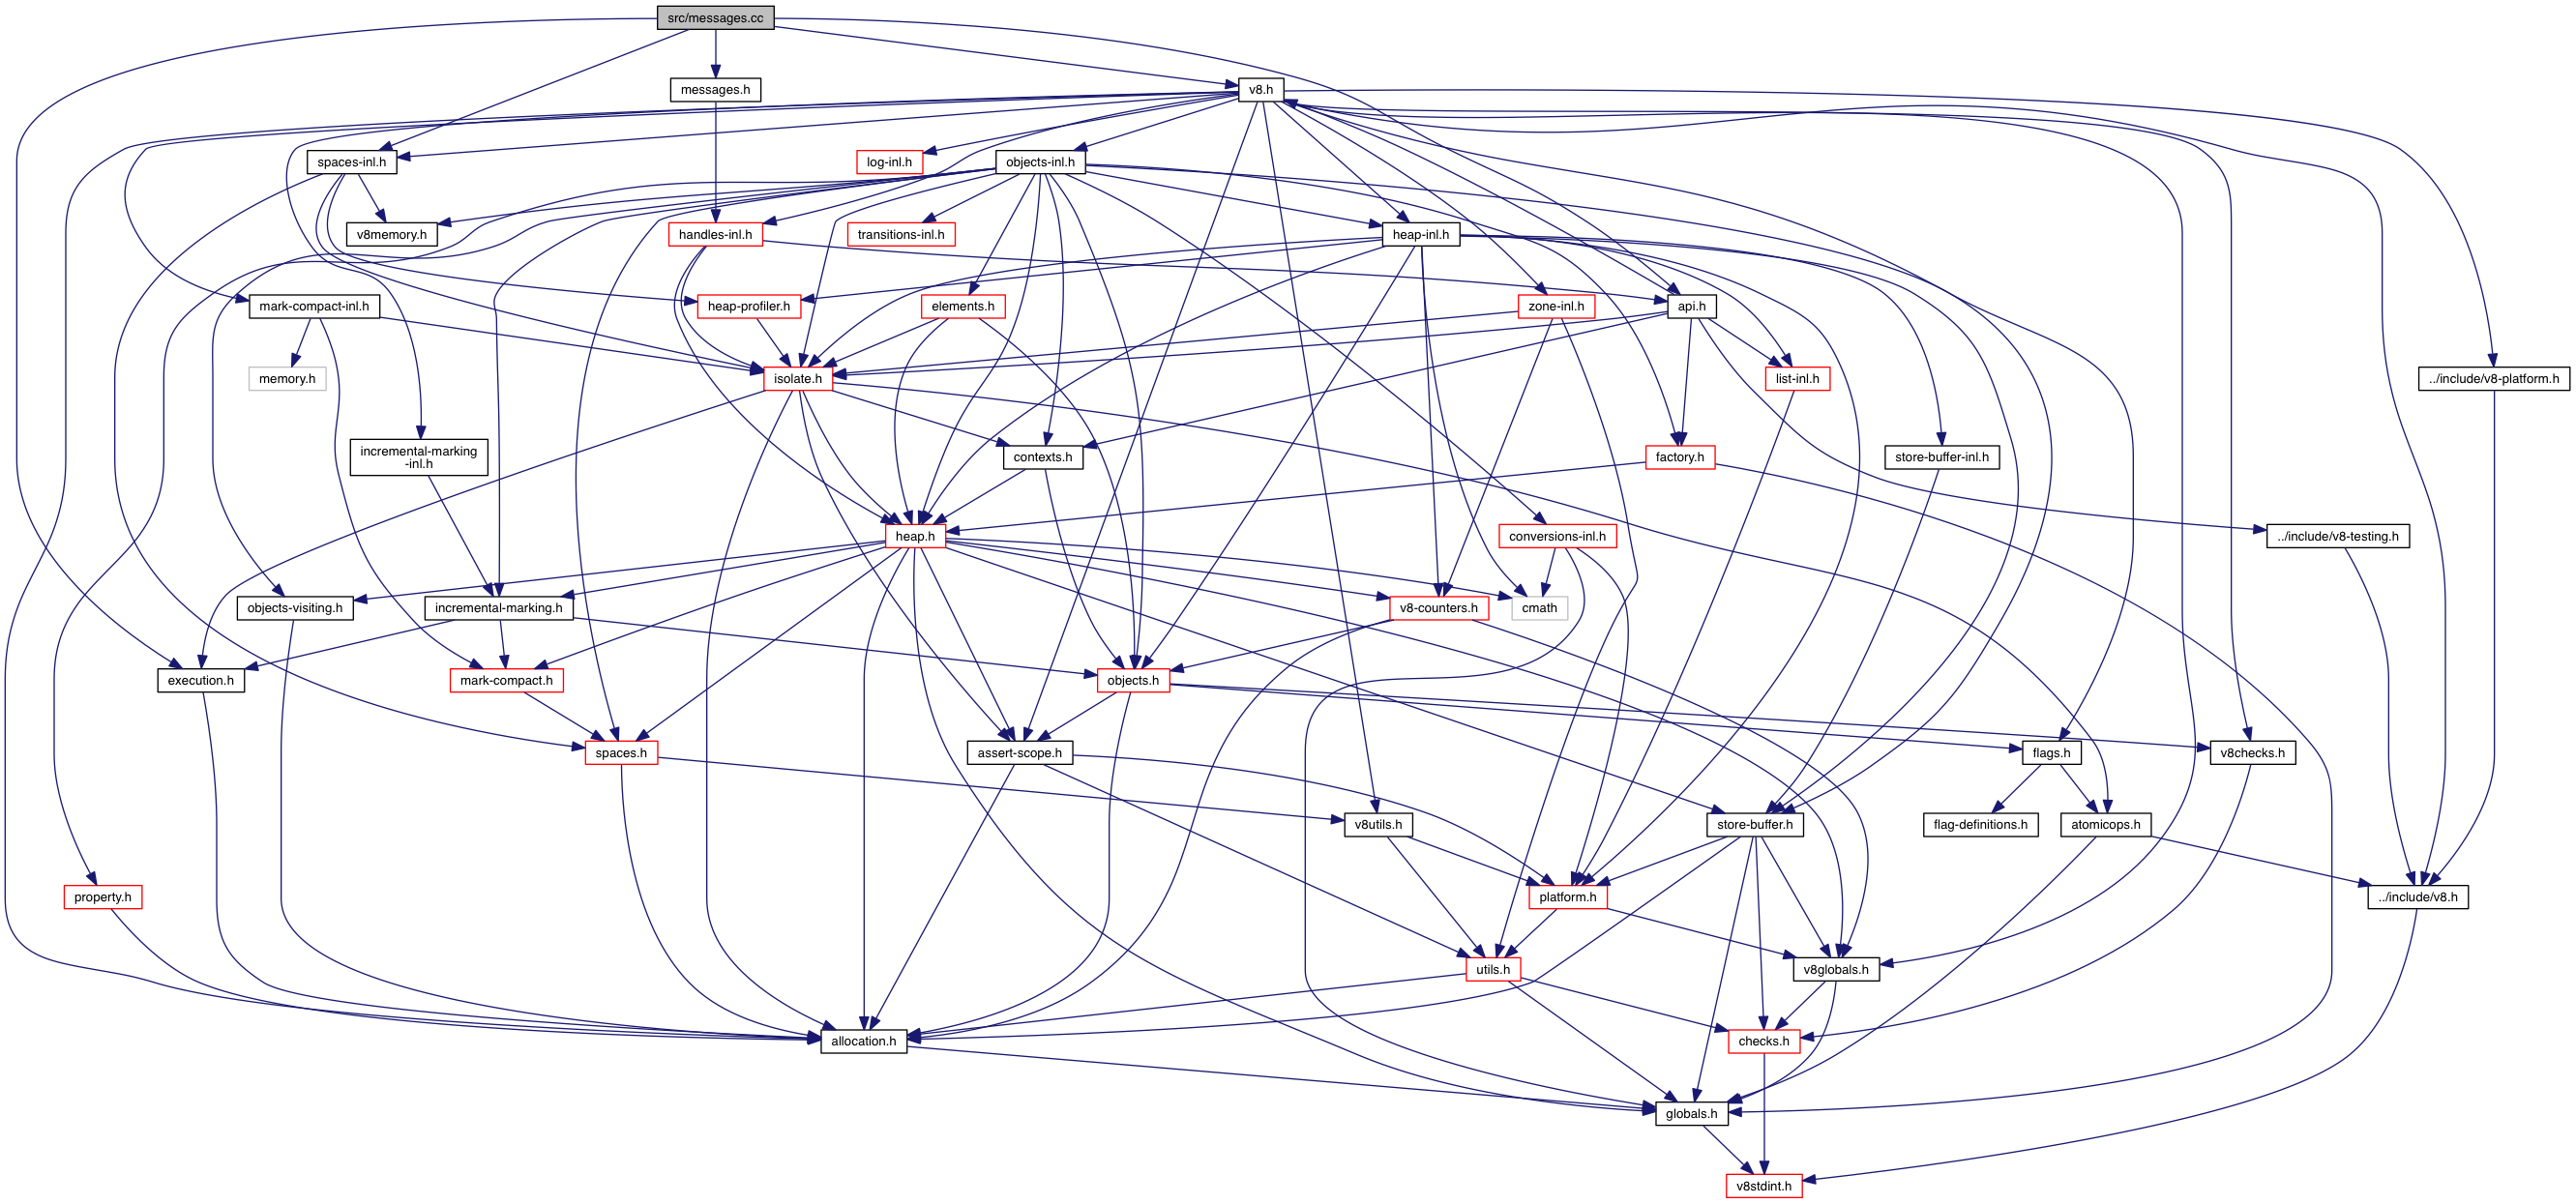 src/messages.cc
messages.h
v8.h
spaces-inl.h
log-inl.h
objects-inl.h
v8memory.h
handles-inl.h
transitions-inl.h
heap-inl.h
mark-compact-inl.h
heap-profiler.h
elements.h
zone-inl.h
api.h
memory.h
isolate.h
list-inl.h
../include/v8-platform.h
incremental-marking
-inl.h
contexts.h
factory.h
store-buffer-inl.h
heap.h
conversions-inl.h
../include/v8-testing.h
objects-visiting.h
incremental-marking.h
v8-counters.h
cmath
execution.h
mark-compact.h
objects.h
spaces.h
assert-scope.h
flags.h
v8checks.h
v8utils.h
store-buffer.h
flag-definitions.h
atomicops.h
property.h
platform.h
../include/v8.h
utils.h
v8globals.h
allocation.h
checks.h
globals.h
v8stdint.h